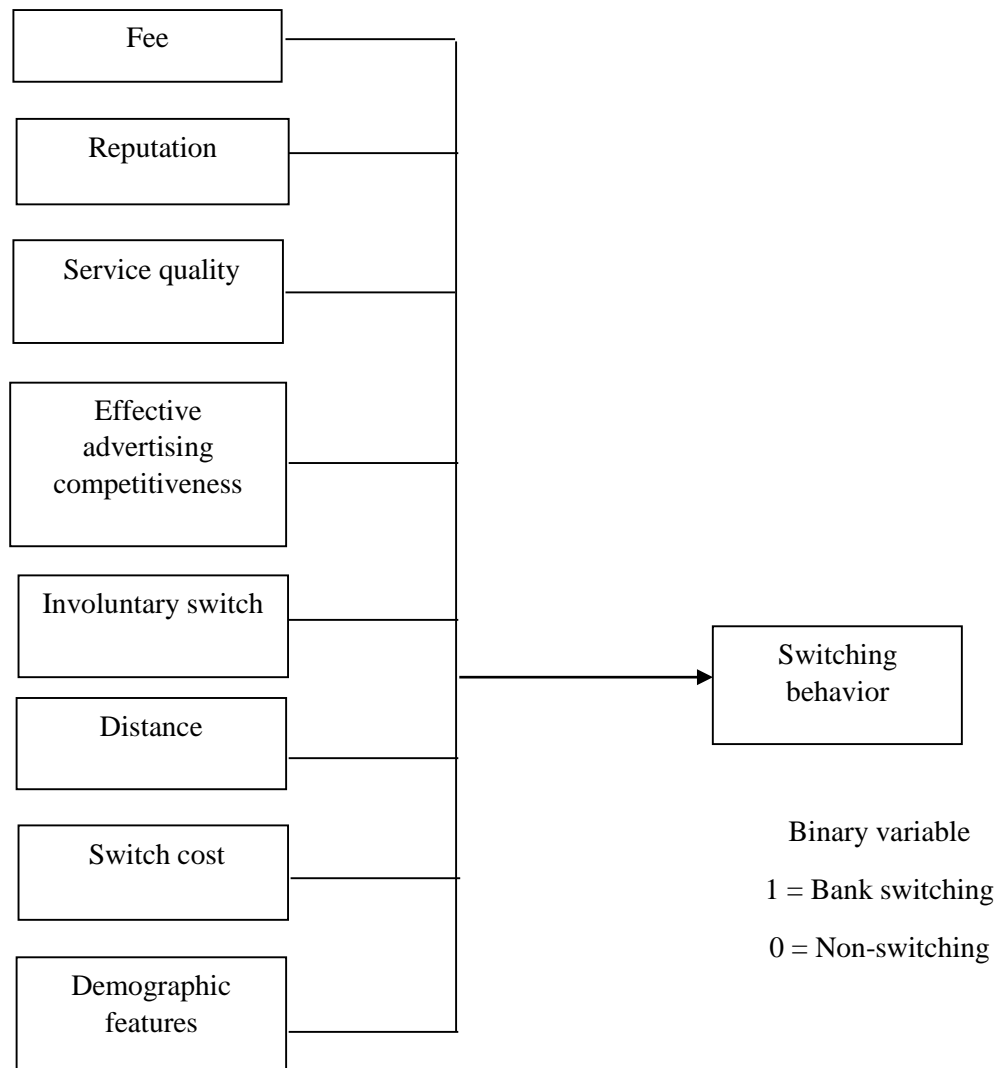 Fee
Reputation
Service quality
Effective
advertising
competitiveness
Involuntary switch
Distance
Switch cost
Demographic
features
Switching
behavior
Binary variable
1 = Bank switching
0 = Non-switching